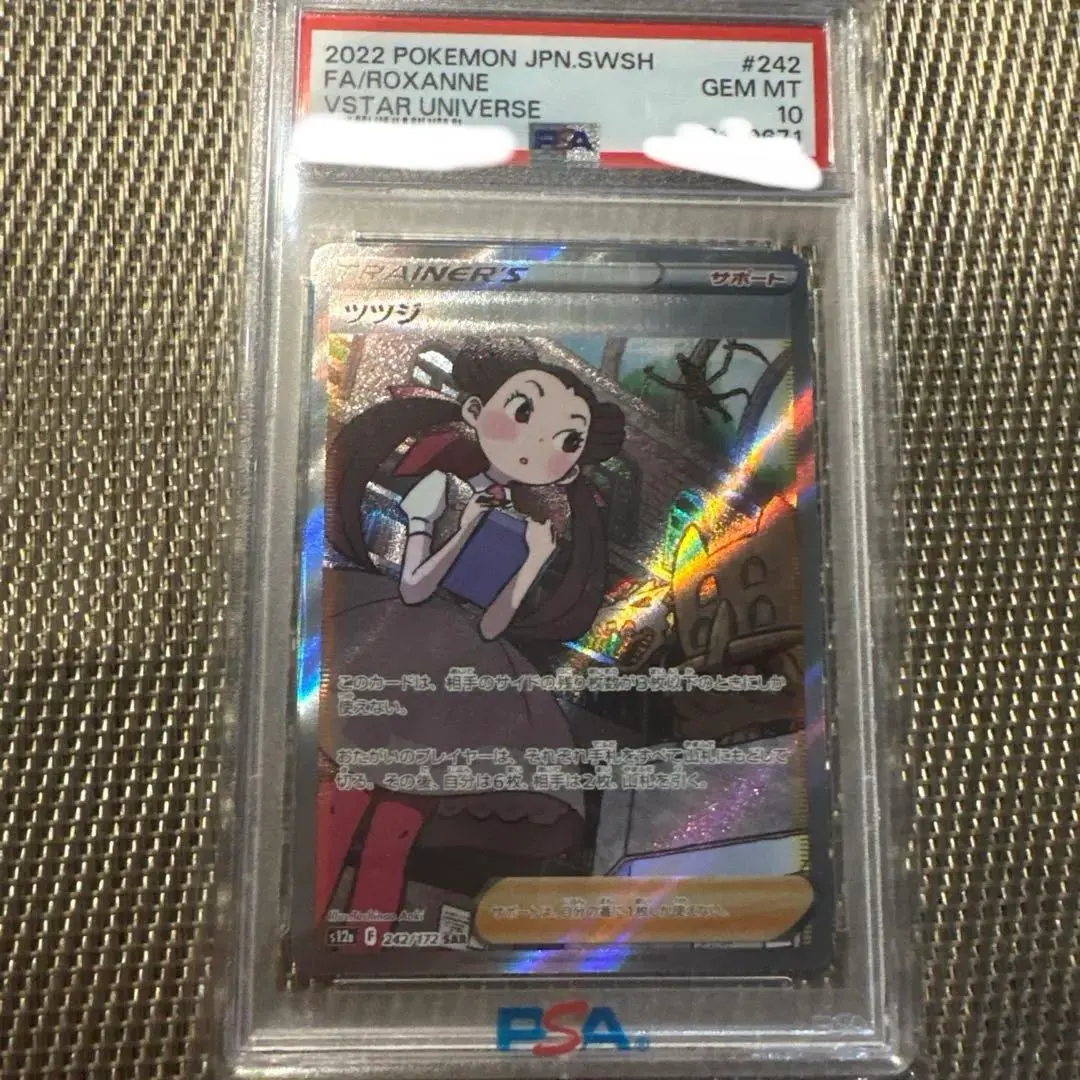 2022 POKEMON JPN.SWSH #242
FA/ROXANNE GEM MT
VSTAR UNIVERSE 10
PSA
TRAINER'S サポート
ツツジ
このカードは、相手のサイドの残り枚数が3枚以下のときにしか
使えない。
おたがいのプレイヤーは、それぞれ手札をすべて山札にもどして
切る。その後、自分は6枚、相手は2枚、山札を引く。
サポートは、自分の番に1枚しか使えない。
Aoki
s12a F 242/172 SAR
PSA